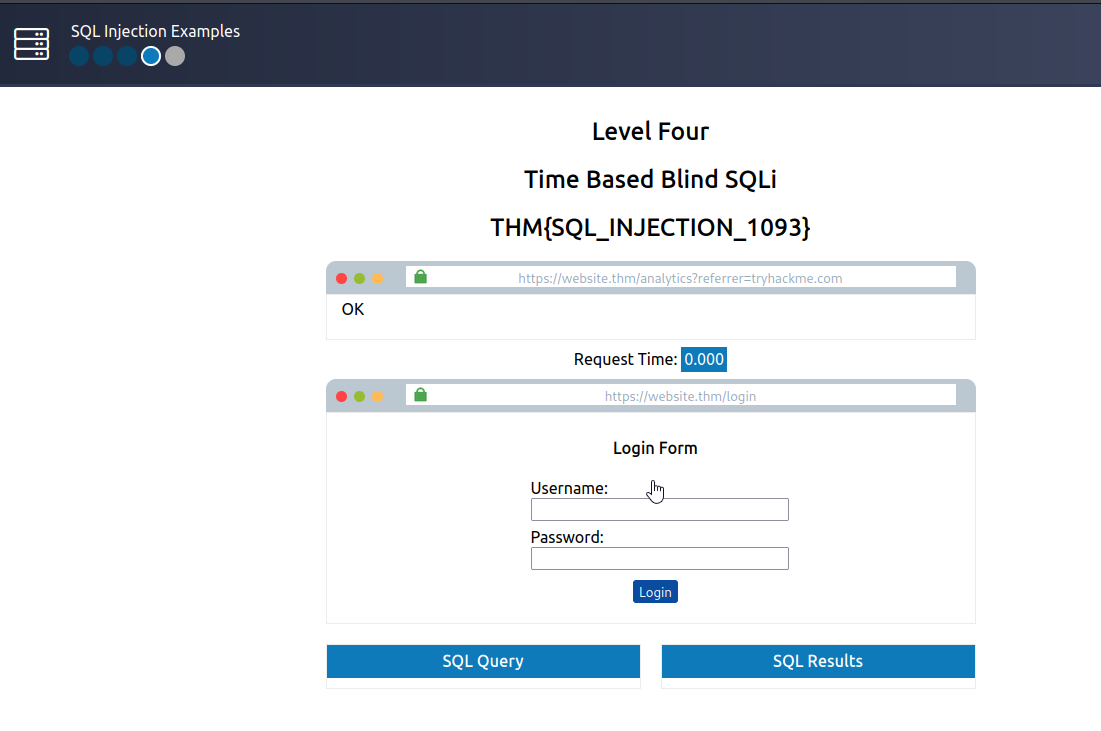 SQL Injection Examples
Level Four
Time Based Blind SQLi
THM{SQL_INJECTION_1093}
https://website.thm/analytics?referrer=tryhackme.com
OK
Request Time: 0.000
https://website.thm/login
Login Form
Username:
Password:
Login
SQL Query
SQL Results